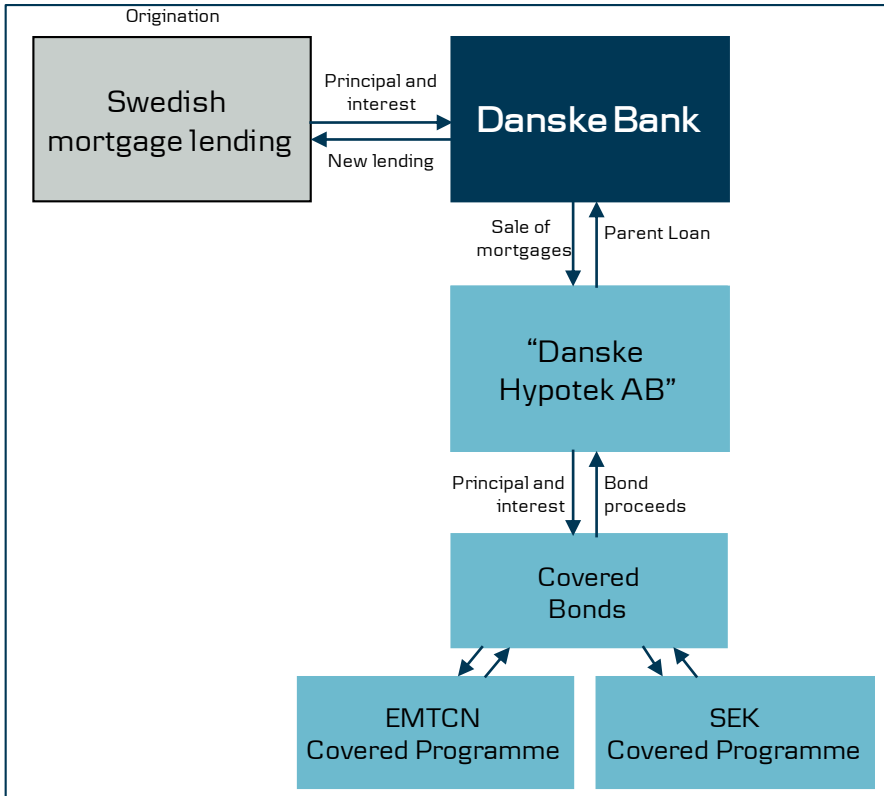 Origination
Swedish
mortgage lending
Principal and
interest
New lending
Danske Bank
Sale of
mortgages
Parent Loan
“Danske
Hypotek AB”
Principal and
interest
Bond
proceeds
Covered
Bonds
EMTCN
Covered Programme
SEK
Covered Programme